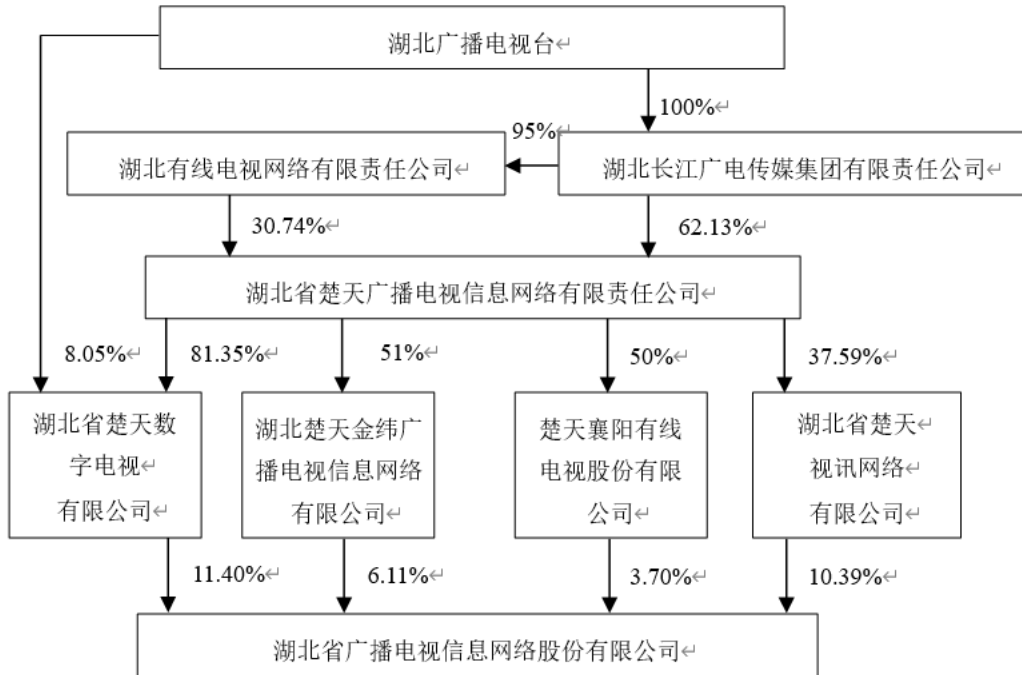 湖北广播电视台↵
100%↵
95%↵
湖北有线电视网络有限责任公司↵
湖北长江广电传媒集团有限责任公司↵
30.74%↵
62.13%↵
湖北省楚天广播电视信息网络有限责任公司↵
8.05%↵
81.35%↵
51%↵
50%↵
37.59%↵
湖北省楚天数
字电视↵
有限公司↵
湖北楚天金纬广
播电视信息网络
有限公司↵
楚天襄阳有线
电视股份有限
公司↵
湖北省楚天↵
视讯网络↵
有限公司↵
11.40%↵
6.11%↵
3.70%↵
10.39%↵
湖北省广播电视信息网络股份有限公司↵